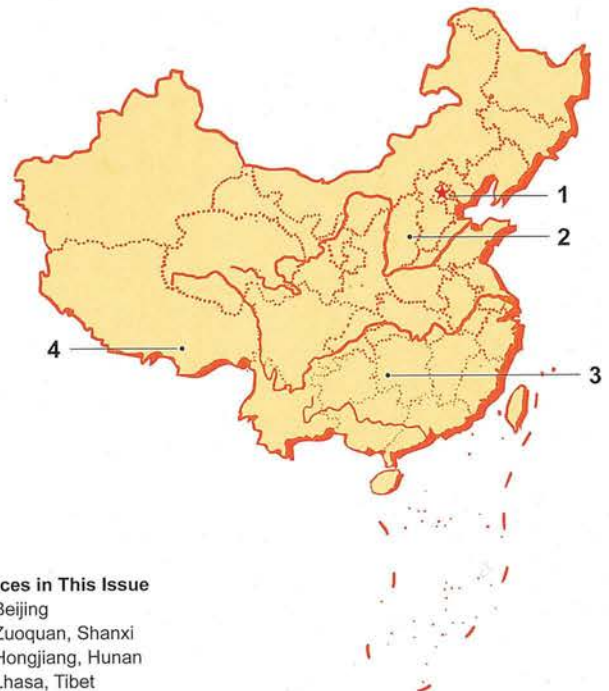 1
2
4
3
ces in This Issue
Beijing
Zuoquan, Shanxi
Hongjiang, Hunan
Lhasa, Tibet